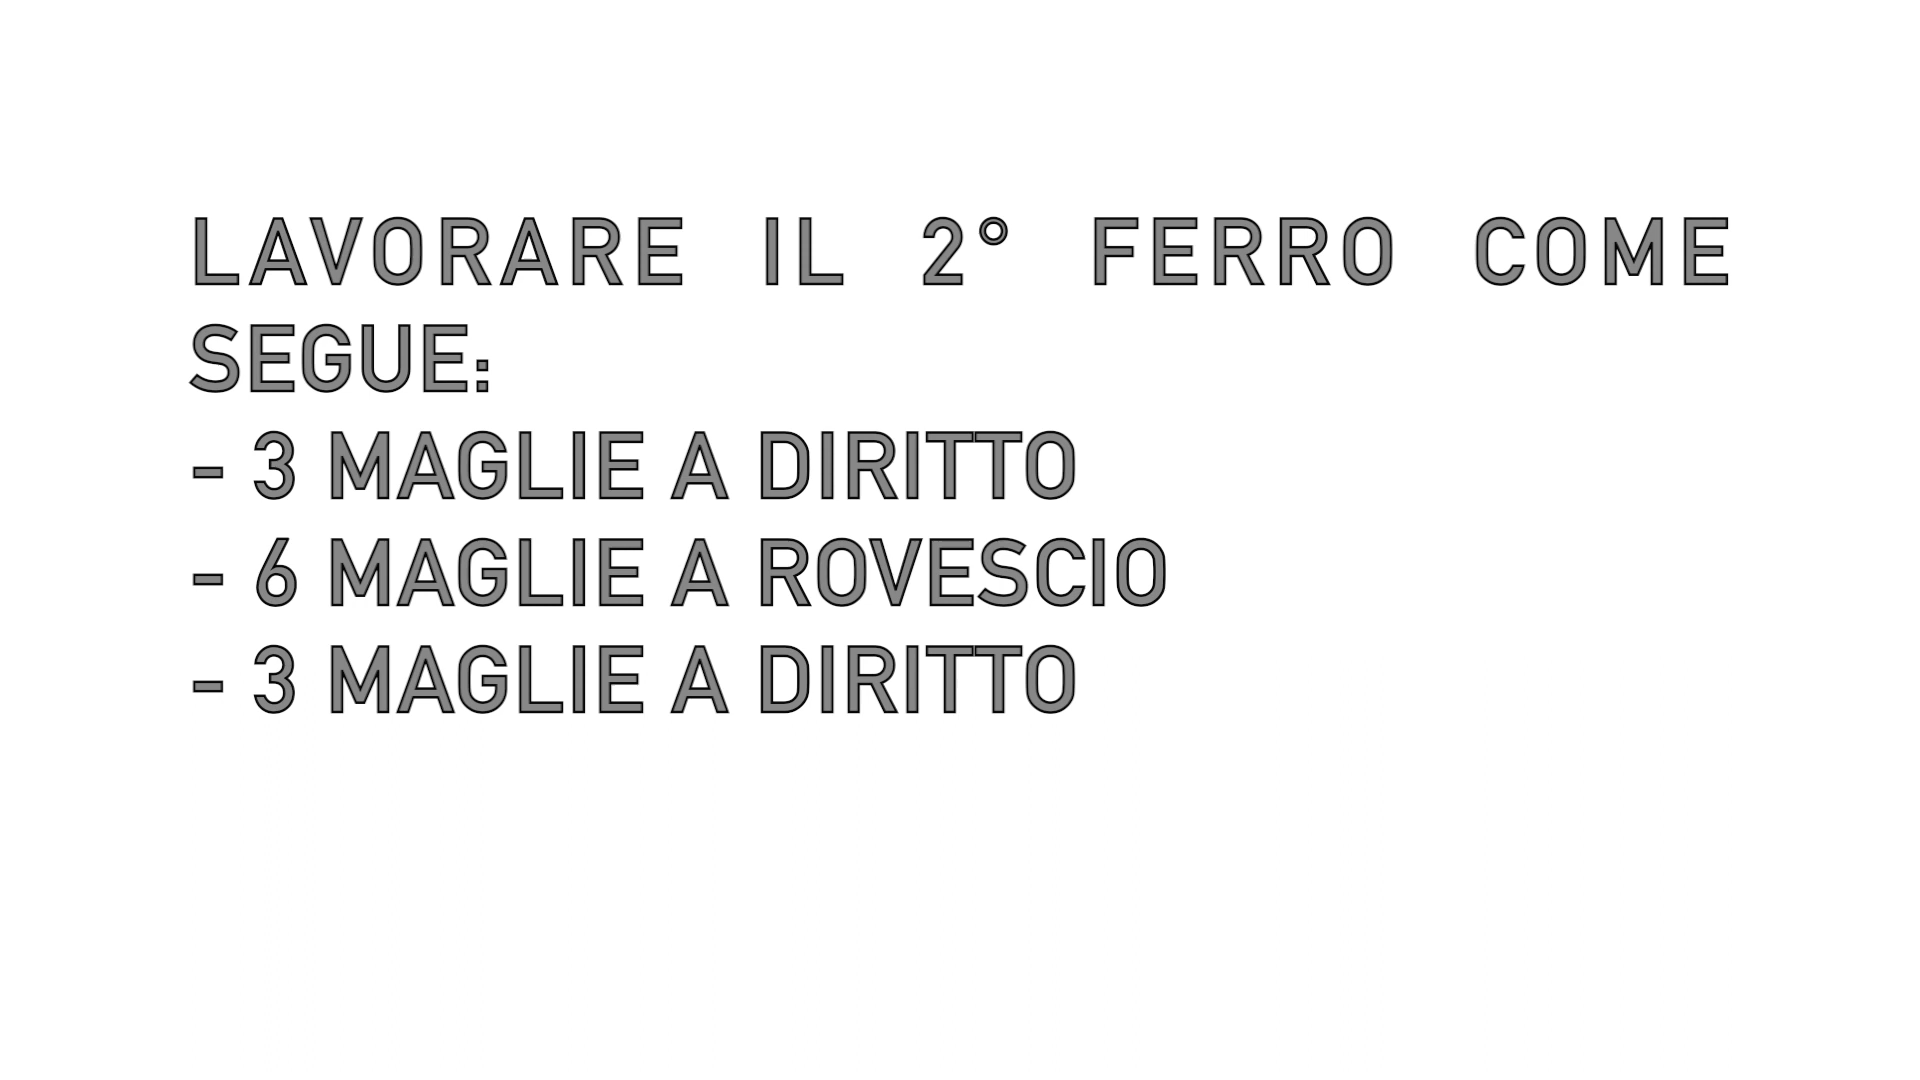 LAVORARE IL 2° FERRO COME
SEGUE:
- 3 MAGLIE A DIRITTO
- 6 MAGLIE A ROVESCIO
- 3 MAGLIE A DIRITTO